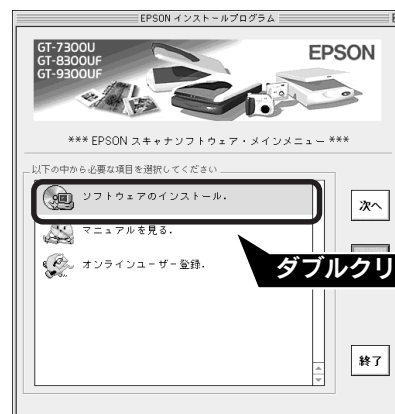 EPSON インストールプログラム
GT-7300U
GT-8300UF
GT-9300UF
EPSON
*** EPSON スキャナソフトウェア・メインメニュー ***
以下の中から必要な項目を選択してください
ソフトウェアのインストール.
マニュアルを見る.
オンラインユーザー登録.
次へ
ダブルクリ
終了